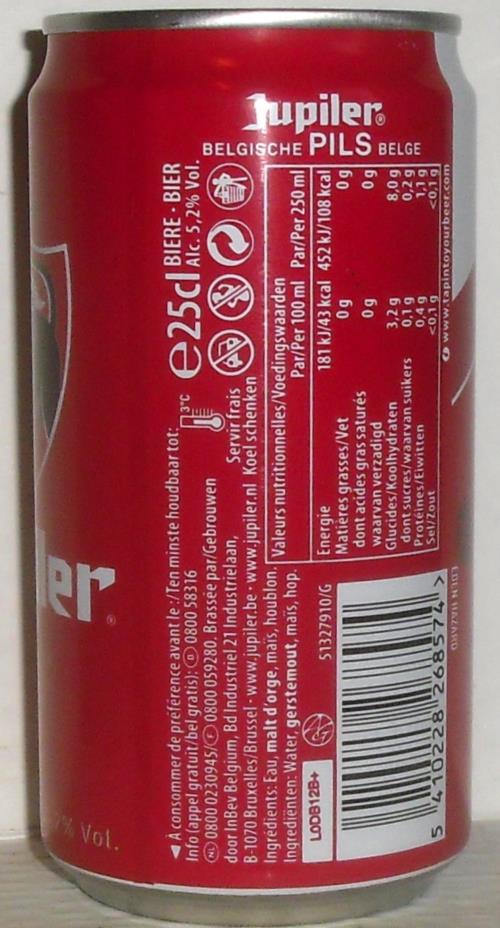 Jupiler®
BELGISCHE PILS BELGE
e25cl BIERE · BIER
Alc. 5,2% Vol.
3°C
Servir frais
Koel schenken
◄ À consommer de préférence avant le :/Ten minste houdbaar tot:
Info (appel gratuit/bel gratis): B 0800 58316
NL 0800 0230945/F 0800 059280. Brassée par/Gebrouwen
door InBev Belgium, Bd Industriel 21 Industrielaan,
B-1070 Bruxelles/Brussel · www.jupiler.be · www.jupiler.nl
Ingrédients: Eau, malt d'orge, maïs, houblon.
Ingrediënten: Water, gerstemout, maïs, hop.
Valeurs nutritionnelles/Voedingswaarden
Par/Per 100 ml Par/Per 250 ml
Energie 181 kJ/43 kcal 452 kJ/108 kcal
Matières grasses/Vet 0 g 0 g
dont acides gras saturés
waarvan verzadigd 0 g 0 g
Glucides/Koolhydraten 3,2 g 8,0 g
dont sucres/waarvan suikers 0,1 g 0,2 g
Protéines/Eiwitten 0,4 g 1,1 g
Sel/Zout <0,1 g <0,1 g
www.tapintoyourbeer.com
51327910/G
LODB12B+
5 410228 268574 >
ler®
% Vol.